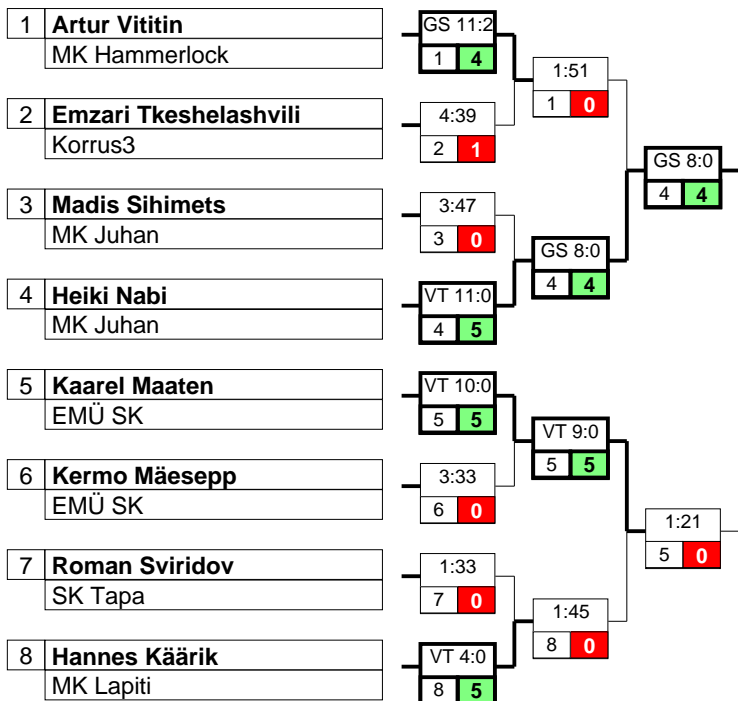 1 Artur Vititin
MK Hammerlock
GS 11:2
1 4
1:51
1 0
2 Emzari Tkeshelashvili
Korrus3
4:39
2 1
GS 8:0
4 4
3 Madis Sihimets
MK Juhan
3:47
3 0
GS 8:0
4 4
4 Heiki Nabi
MK Juhan
VT 11:0
4 5
5 Kaarel Maaten
EMÜ SK
VT 10:0
5 5
VT 9:0
5 5
6 Kermo Mäesepp
EMÜ SK
3:33
6 0
1:21
5 0
7 Roman Sviridov
SK Tapa
1:33
7 0
1:45
8 0
8 Hannes Käärik
MK Lapiti
VT 4:0
8 5